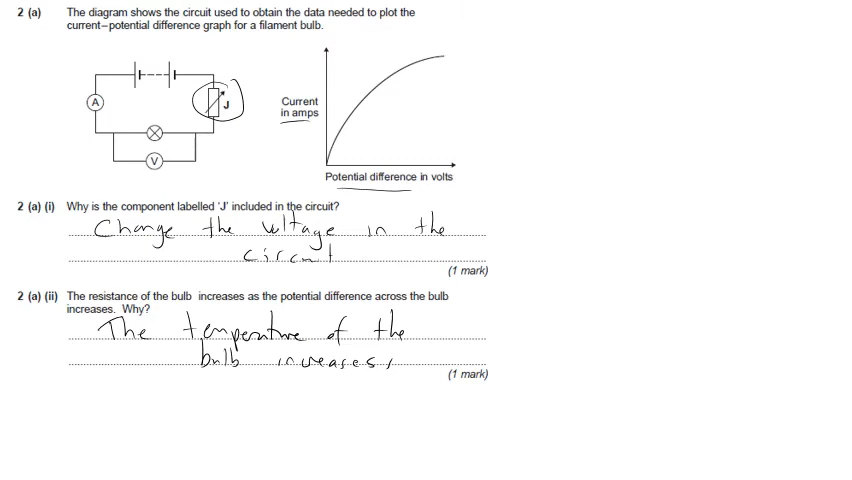 2 (a) The diagram shows the circuit used to obtain the data needed to plot the
current–potential difference graph for a filament bulb.
A
J
V
Current
in amps
Potential difference in volts
2 (a) (i) Why is the component labelled 'J' included in the circuit?
Change the voltage in the
circuit
(1 mark)
2 (a) (ii) The resistance of the bulb increases as the potential difference across the bulb
increases. Why?
The temperature of the
bulb increases,
(1 mark)